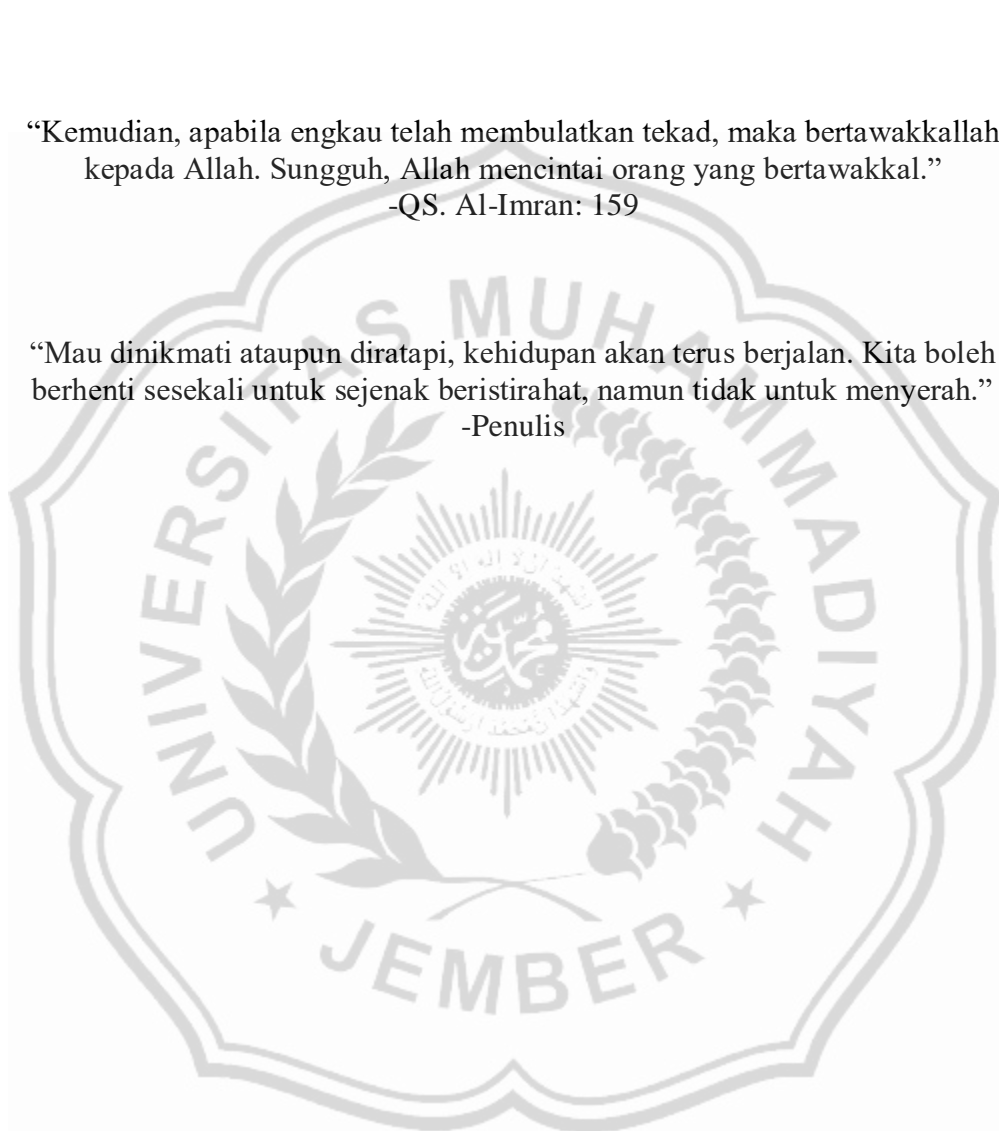 “Kemudian, apabila engkau telah membulatkan tekad, maka bertawakkallah
kepada Allah. Sungguh, Allah mencintai orang yang bertawakkal.”
-QS. Al-Imran: 159
“Mau dinikmati ataupun diratapi, kehidupan akan terus berjalan. Kita boleh
berhenti sesekali untuk sejenak beristirahat, namun tidak untuk menyerah.”
-Penulis
UNIVERSITAS MUHAMMADIYAH
JEMBER